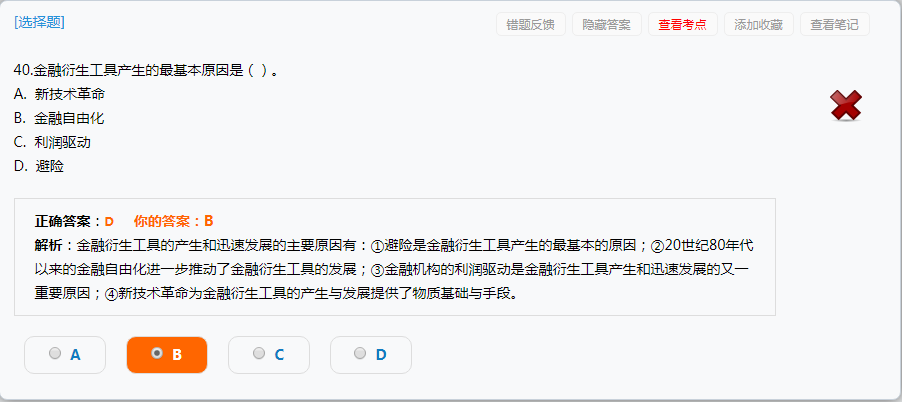 [选择题]
错题反馈 隐藏答案 查看考点 添加收藏 查看笔记
40.金融衍生工具产生的最基本原因是 ( ) 。
A. 新技术革命
B. 金融自由化
C. 利润驱动
D. 避险
正确答案：D 你的答案：B
解析：金融衍生工具的产生和迅速发展的主要原因有：①避险是金融衍生工具产生的最基本的原因；②20世纪80年代
以来的金融自由化进一步推动了金融衍生工具的发展；③金融机构的利润驱动是金融衍生工具产生和迅速发展的又一
重要原因；④新技术革命为金融衍生工具的产生与发展提供了物质基础与手段。
A B C D